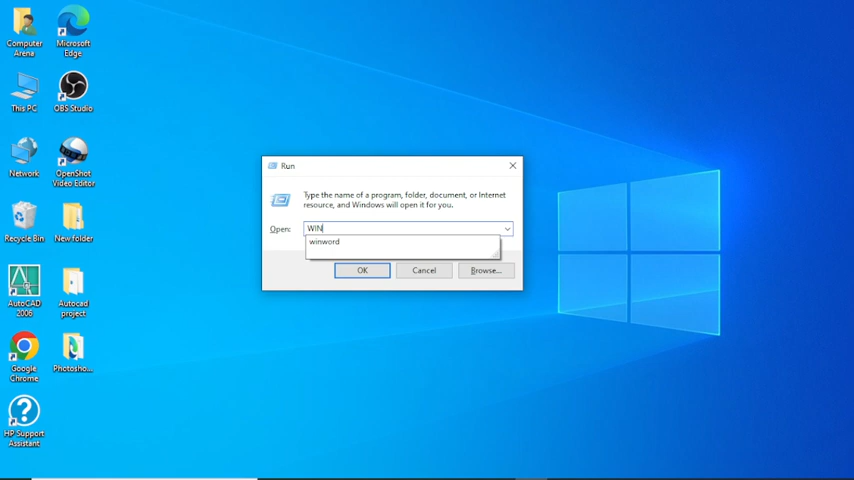 Computer
Arena
Microsoft
Edge
This PC
OBS Studio
Network
OpenShot
Video Editor
Recycle Bin
New folder
AutoCAD
2006
Autocad
project
Google
Chrome
Photosho...
HP Support
Assistant
Run
Type the name of a program, folder, document, or Internet
resource, and Windows will open it for you.
Open:
WIN
winword
OK
Cancel
Browse...